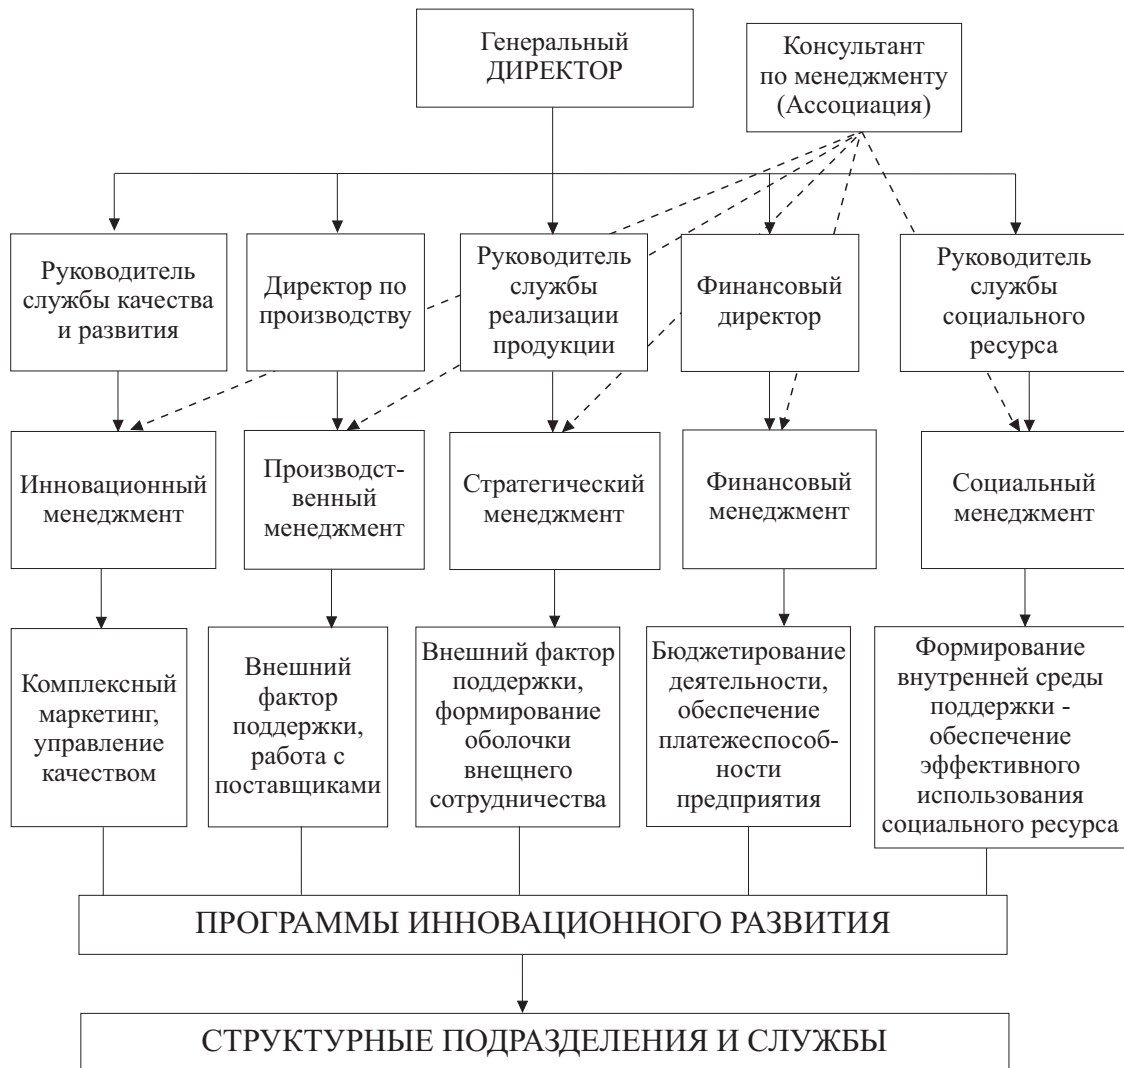 Генеральный
ДИРЕКТОР
Консультант
по менеджменту
(Ассоциация)
Руководитель
службы качества
и развития
Директор по
производству
Руководитель
службы
реализации
продукции
Финансовый
директор
Руководитель
службы
социального
ресурса
Инновационный
менеджмент
Производст-
венный
менеджмент
Стратегический
менеджмент
Финансовый
менеджмент
Социальный
менеджмент
Комплексный
маркетинг,
управление
качеством
Внешний
фактор
поддержки,
работа с
поставщиками
Внешний фактор
поддержки,
формирование
оболочки
внещнего
сотрудничества
Бюджетирование
деятельности,
обеспечение
платежеспособ-
ности
предприятия
Формирование
внутренней среды
поддержки -
обеспечение
эффективного
использования
социального ресурса
ПРОГРАММЫ ИННОВАЦИОННОГО РАЗВИТИЯ
СТРУКТУРНЫЕ ПОДРАЗДЕЛЕНИЯ И СЛУЖБЫ